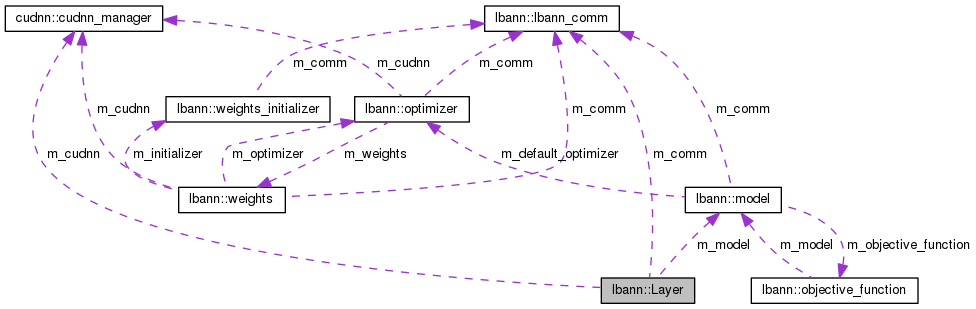 cudnn::cudnn_manager
lbann::lbann_comm
m_comm
m_cudnn
m_comm
lbann::weights_initializer
lbann::optimizer
m_cudnn
m_comm
m_comm
m_cudnn
m_initializer
m_optimizer
m_weights
m_default_optimizer
m_comm
lbann::weights
lbann::model
m_model
m_model
m_objective_function
lbann::Layer
lbann::objective_function